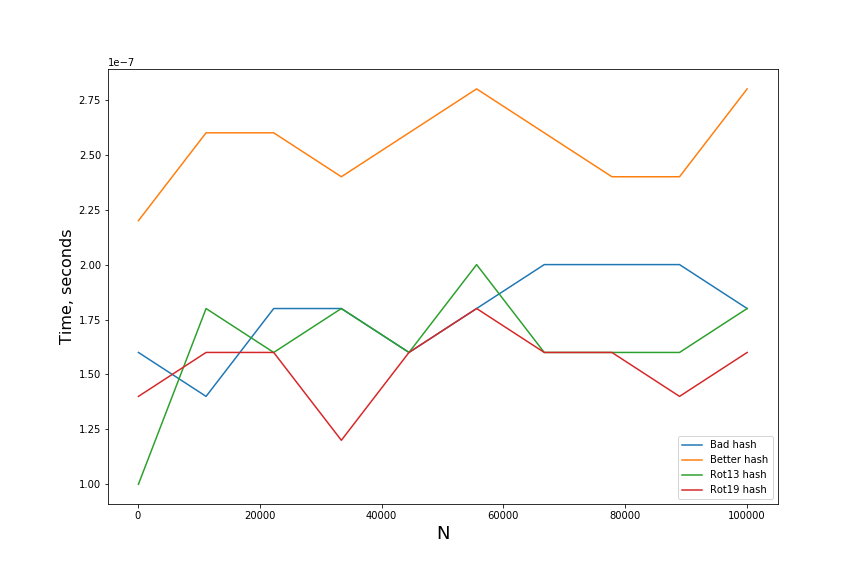 1e−7
2.75
2.50
2.25
2.00
1.75
1.50
1.25
1.00
Time, seconds
0
20000
40000
60000
80000
100000
N
Bad hash
Better hash
Rot13 hash
Rot19 hash